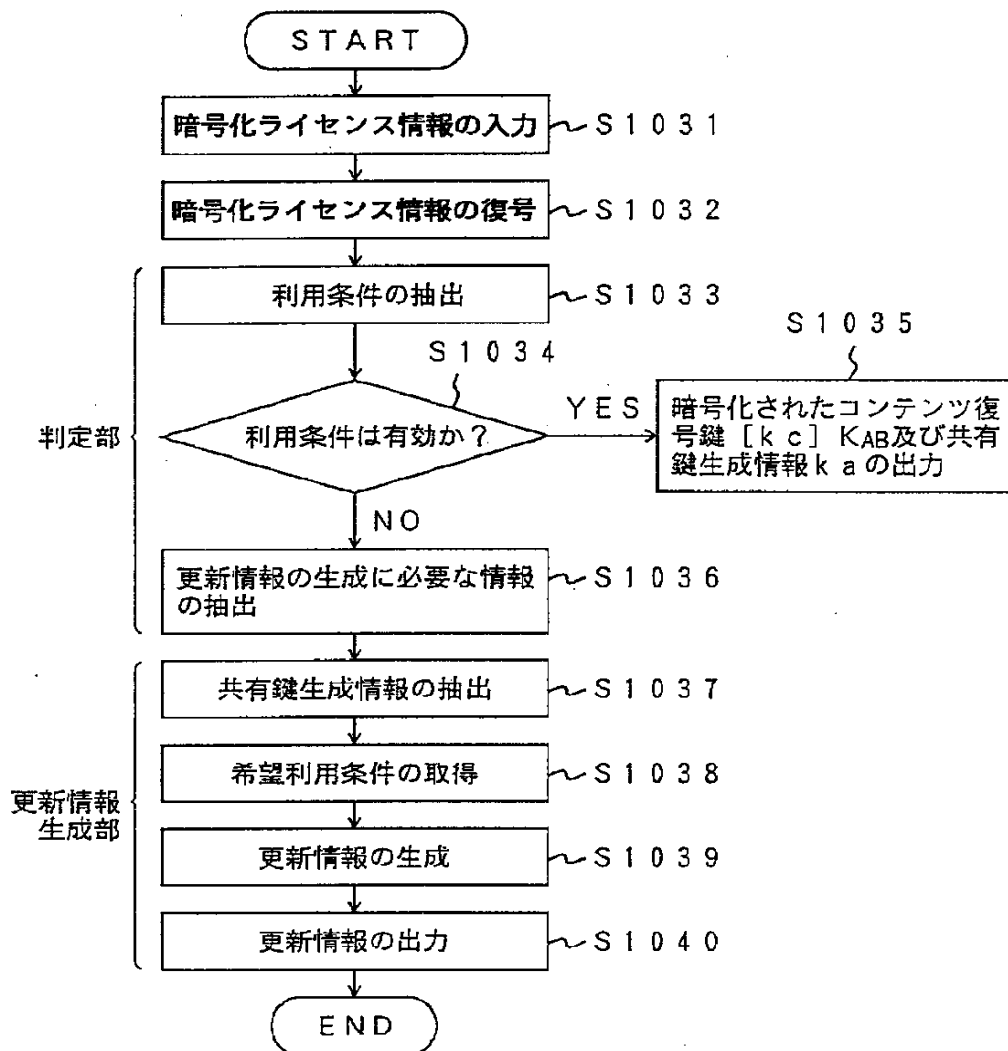 START
暗号化ライセンス情報の入力
S1031
暗号化ライセンス情報の復号
S1032
判定部
利用条件の抽出
S1033
S1034
利用条件は有効か？
YES
S1035
暗号化されたコンテンツ復
号鍵［kc］KAB及び共有
鍵生成情報kaの出力
NO
更新情報の生成に必要な情報
の抽出
S1036
更新情報
生成部
共有鍵生成情報の抽出
S1037
希望利用条件の取得
S1038
更新情報の生成
S1039
更新情報の出力
S1040
END